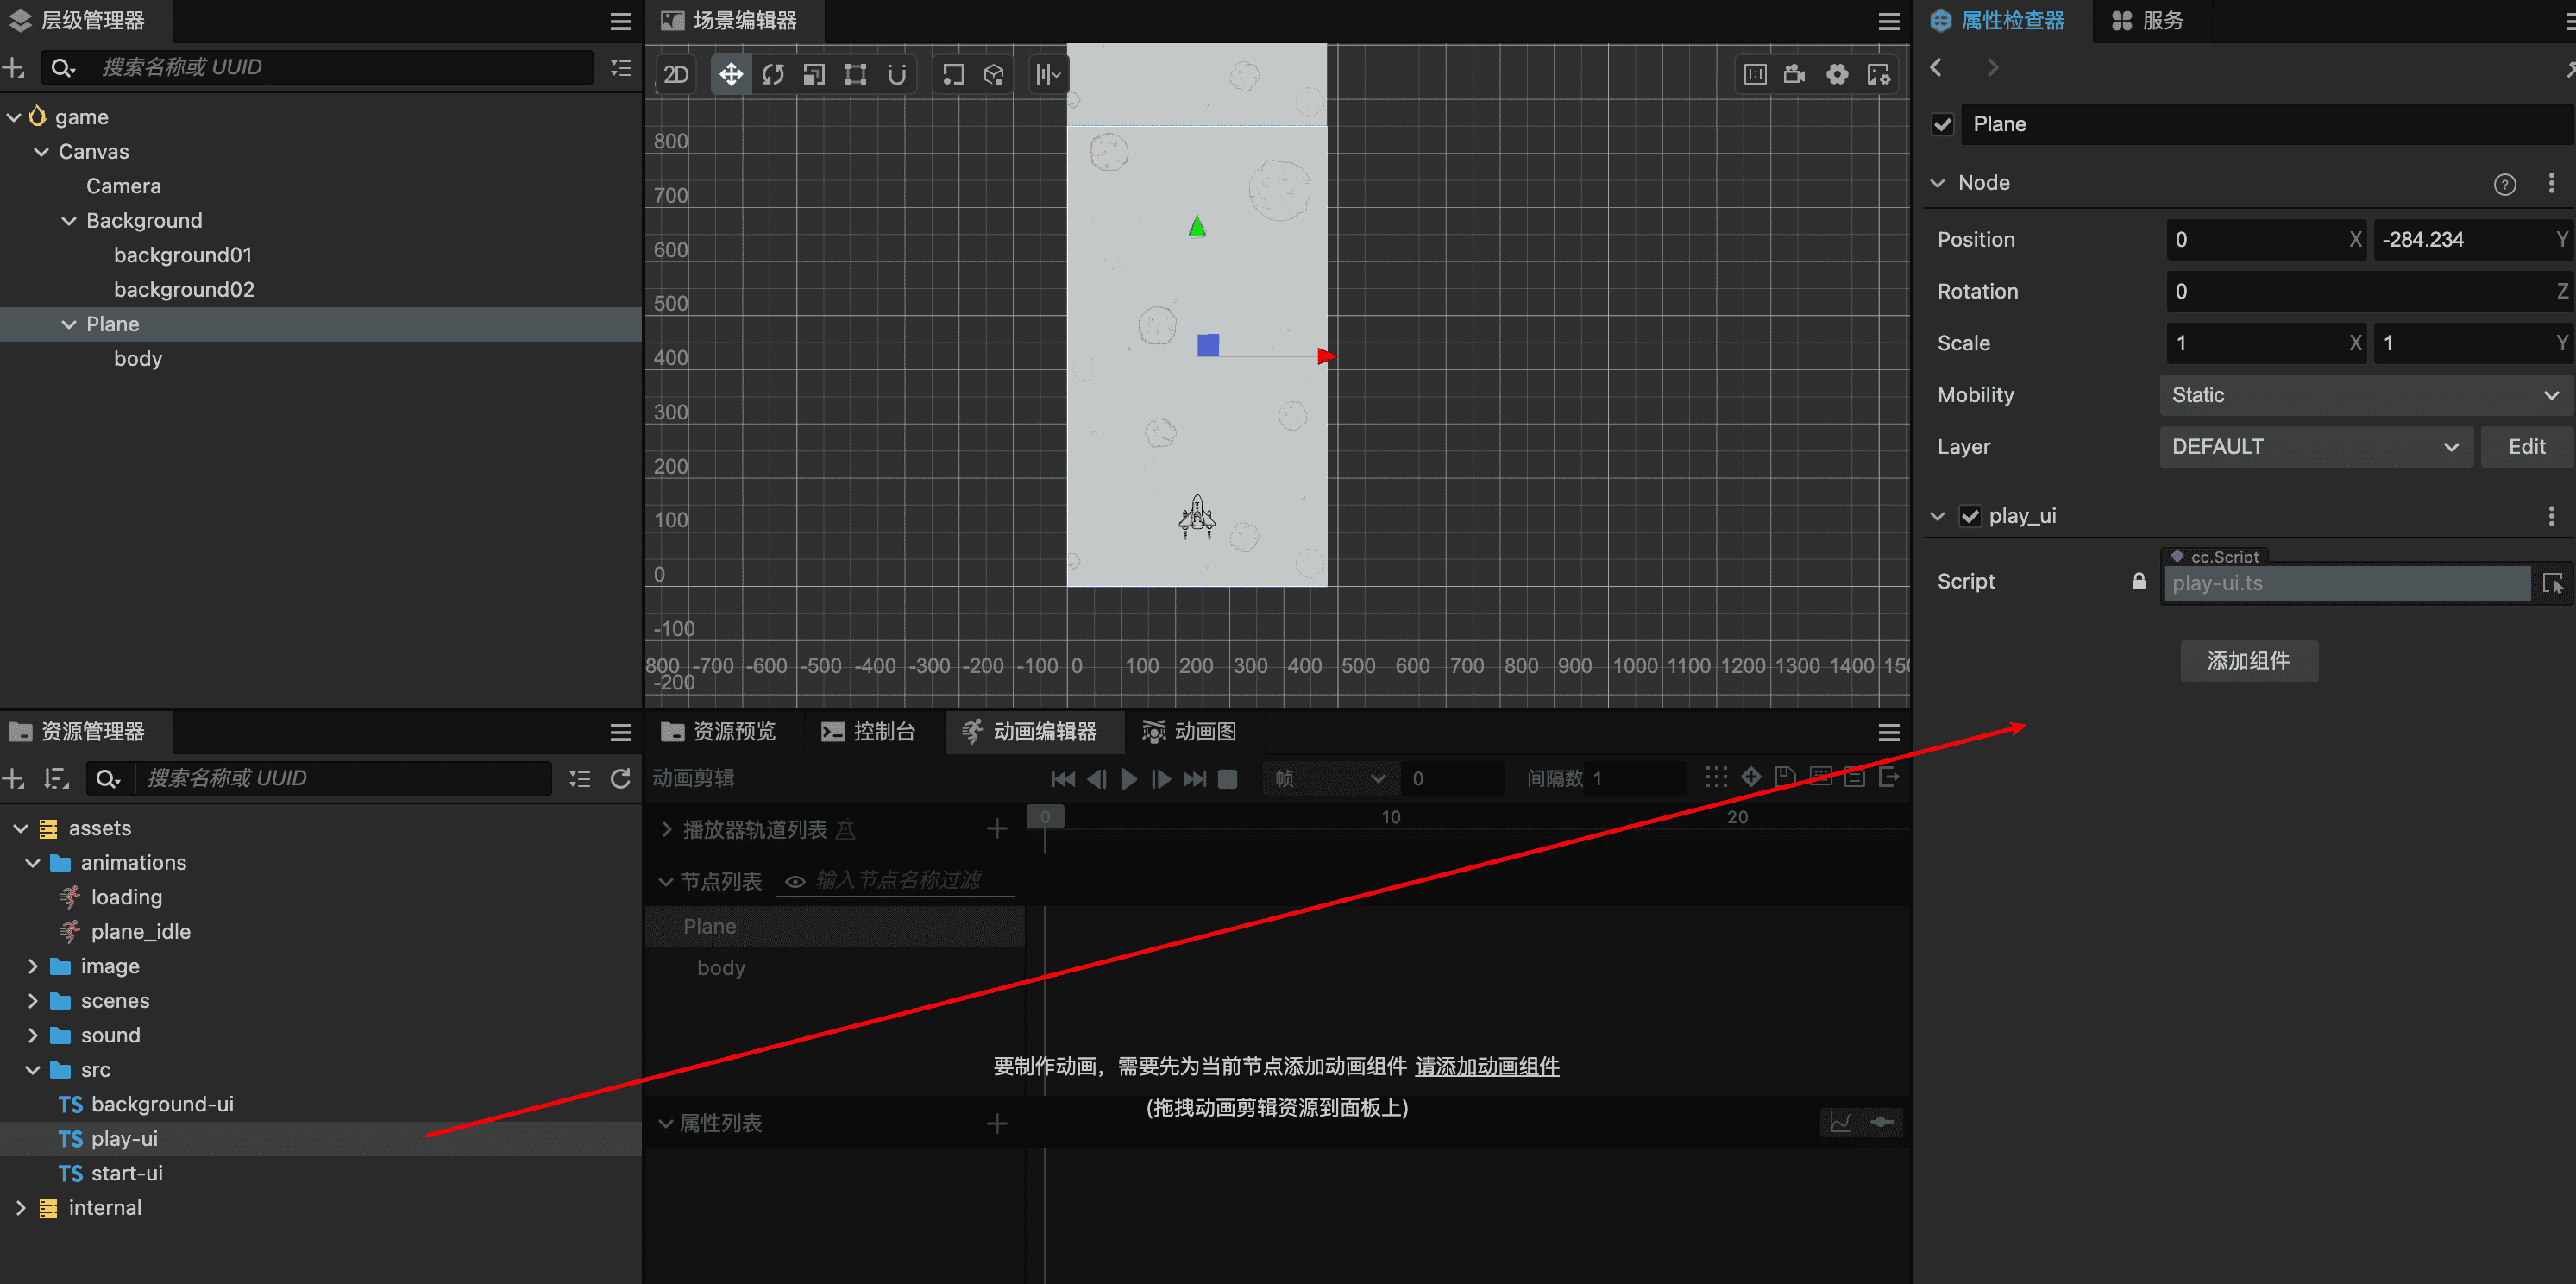 层级管理器
搜索名称或 UUID
game
Canvas
Camera
Background
background01
background02
Plane
body
场景编辑器
2D
1:1
800
700
600
500
400
300
200
100
0
-100
-200
800 -700 -600 -500 -400 -300 -200 -100 0 100 200 300 400 500 600 700 800 900 1000 1100 1200 1300 1400
属性检查器
服务
Plane
Node
Position 0 X -284.234 Y
Rotation 0 Z
Scale 1 X 1 Y
Mobility Static
Layer DEFAULT Edit
play_ui
cc.Script
Script play-ui.ts
添加组件
资源管理器
搜索名称或 UUID
assets
animations
loading
plane_idle
image
scenes
sound
src
TS background-ui
TS play-ui
TS start-ui
internal
资源预览 控制台 动画编辑器 动画图
动画剪辑 帧 0 间隔数 1
播放器轨道列表
0 10 20
节点列表 输入节点名称过滤
Plane
body
要制作动画，需要先为当前节点添加动画组件 请添加动画组件
(拖拽动画剪辑资源到面板上)
属性列表